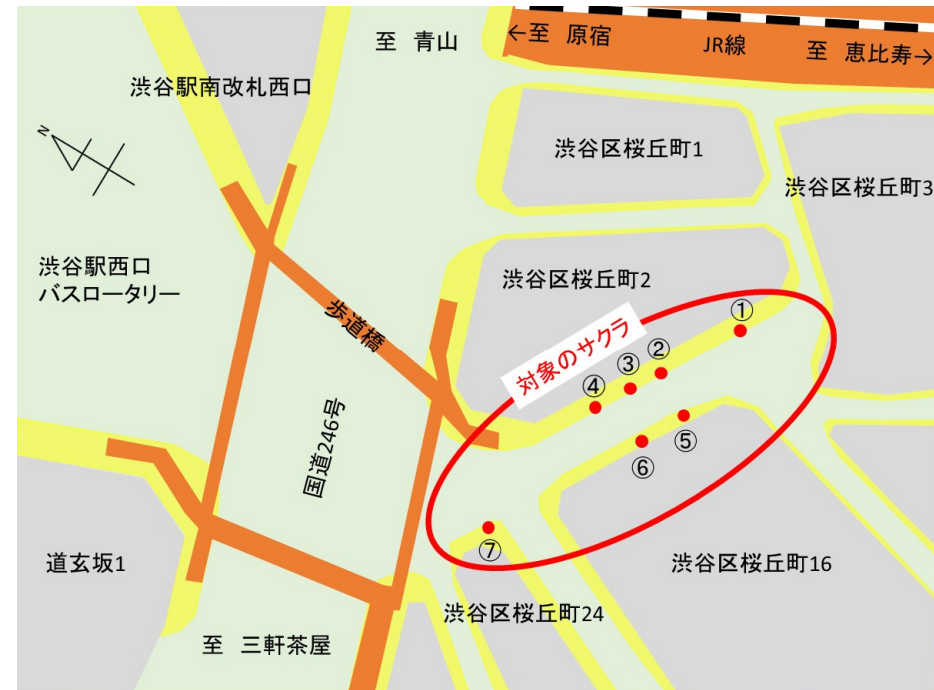 至 青山
←至 原宿
JR線
至 恵比寿→
渋谷駅南改札西口
N
渋谷区桜丘町1
渋谷区桜丘町3
渋谷駅西口
バスロータリー
渋谷区桜丘町2
歩道橋
対象のサクラ
①
②
③
④
⑤
⑥
⑦
国道246号
道玄坂1
渋谷区桜丘町16
渋谷区桜丘町24
至 三軒茶屋